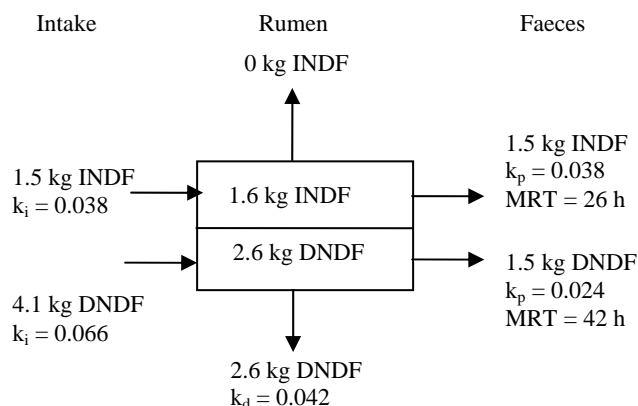 Intake
Rumen
Faeces
0 kg INDF
1.5 kg INDF
k_i = 0.038
1.6 kg INDF
1.5 kg INDF
k_p = 0.038
MRT = 26 h
4.1 kg DNDF
k_i = 0.066
2.6 kg DNDF
1.5 kg DNDF
k_p = 0.024
MRT = 42 h
2.6 kg DNDF
k_d = 0.042